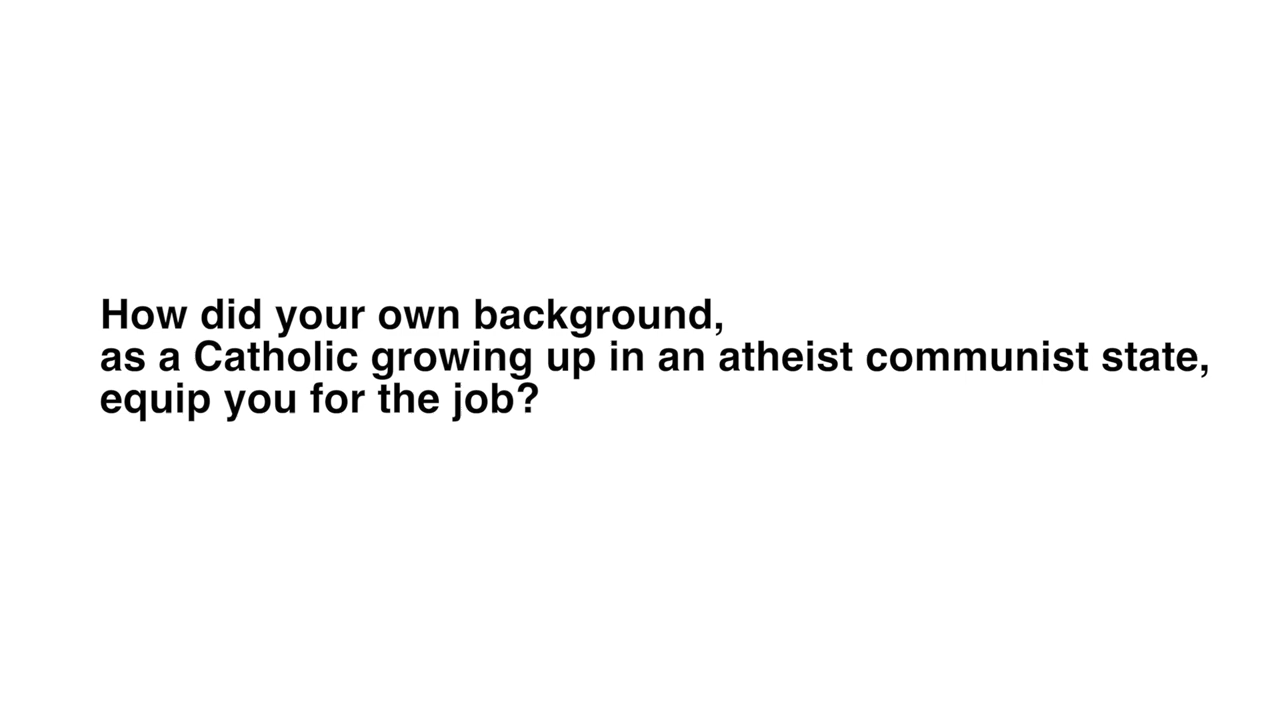 How did your own background,
as a Catholic growing up in an atheist communist state,
equip you for the job?